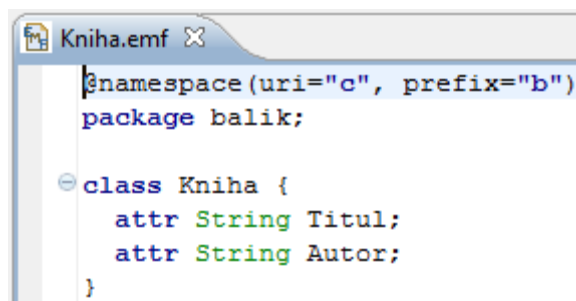 Kniha.emf
@namespace(uri="c", prefix="b")
package balik;
class Kniha {
attr String Titul;
attr String Autor;
}